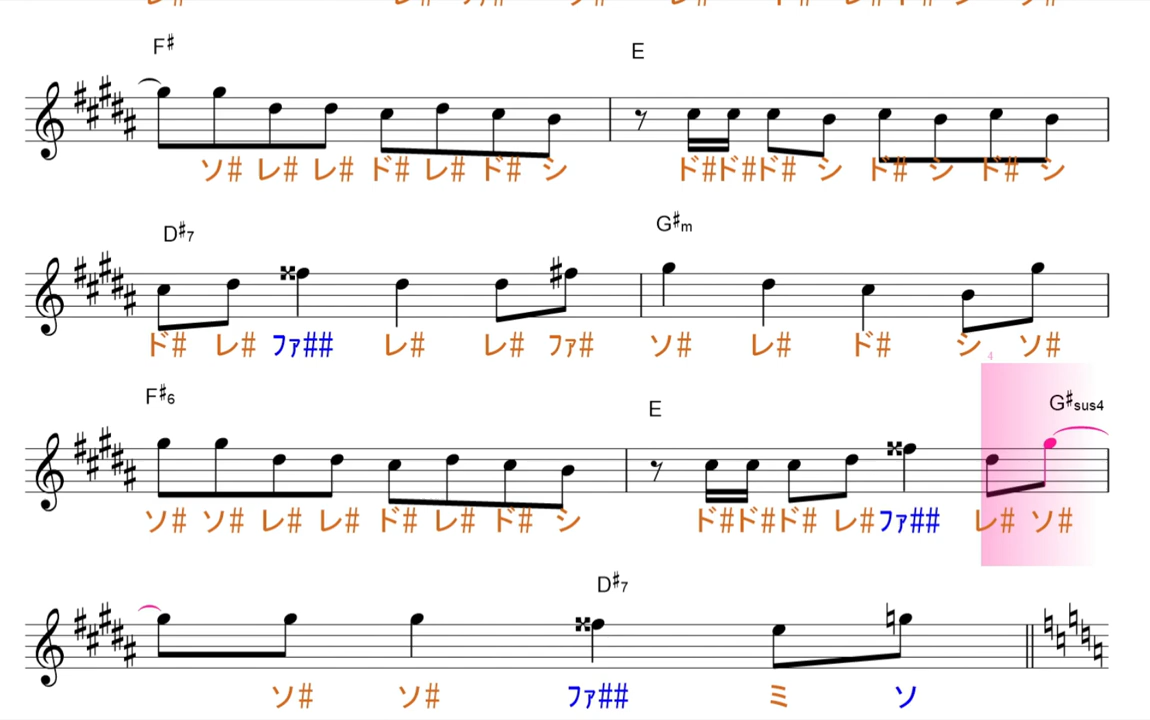 F# E
ソ# レ# レ# ド# レ# ド# シ ド# ド# ド# シ ド# シ ド# シ
D#7 G#m
ド# レ# ファ## レ# レ# ファ# ソ# レ# ド# シ ソ#
4
F#6 E G#sus4
ソ# ソ# レ# レ# ド# レ# ド# シ ド# ド# ド# レ# ファ## レ# ソ#
D#7
ソ# ソ# ファ## ミ ソ